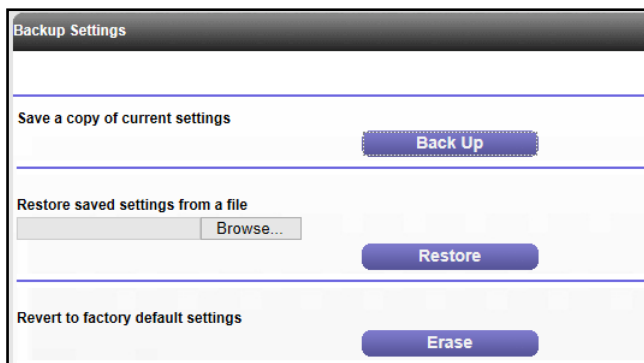 Backup Settings
Save a copy of current settings
Back Up
Restore saved settings from a file
Browse...
Restore
Revert to factory default settings
Erase